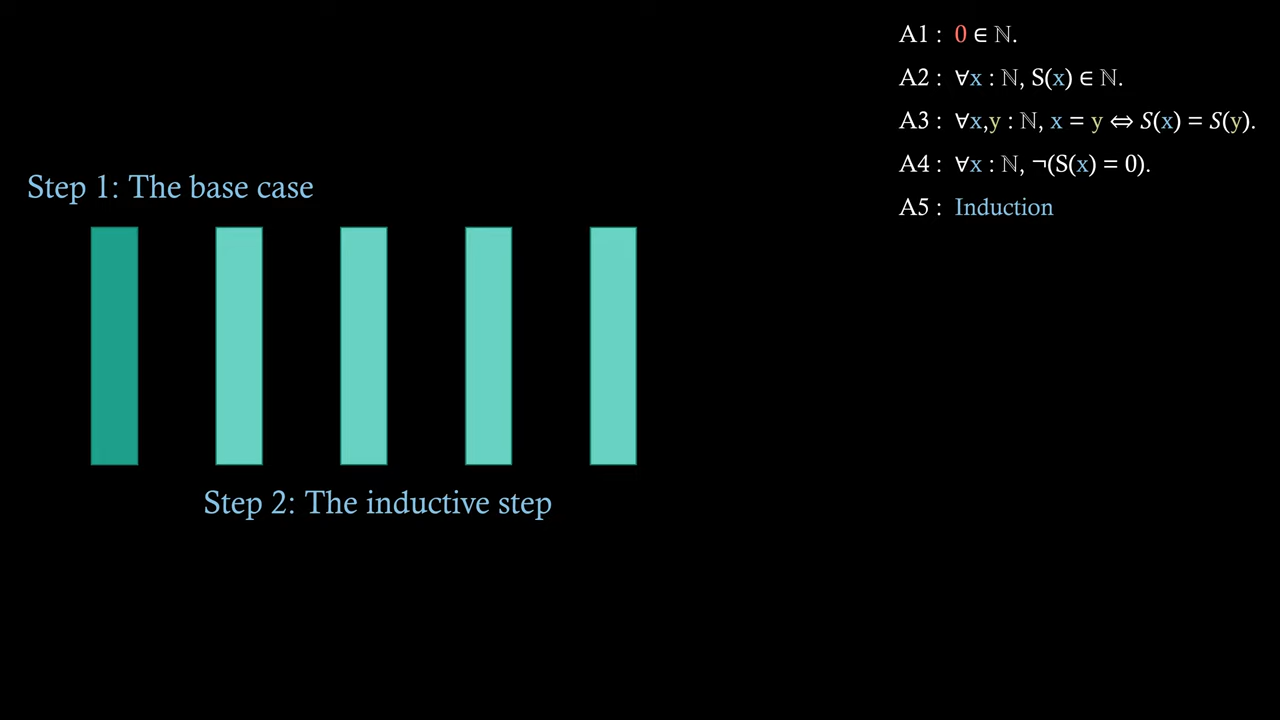 A1 : 0 ∈ ℕ.
A2 : ∀x : ℕ, S(x) ∈ ℕ.
A3 : ∀x,y : ℕ, x = y ⇔ S(x) = S(y).
A4 : ∀x : ℕ, ¬(S(x) = 0).
A5 : Induction
Step 1: The base case
Step 2: The inductive step